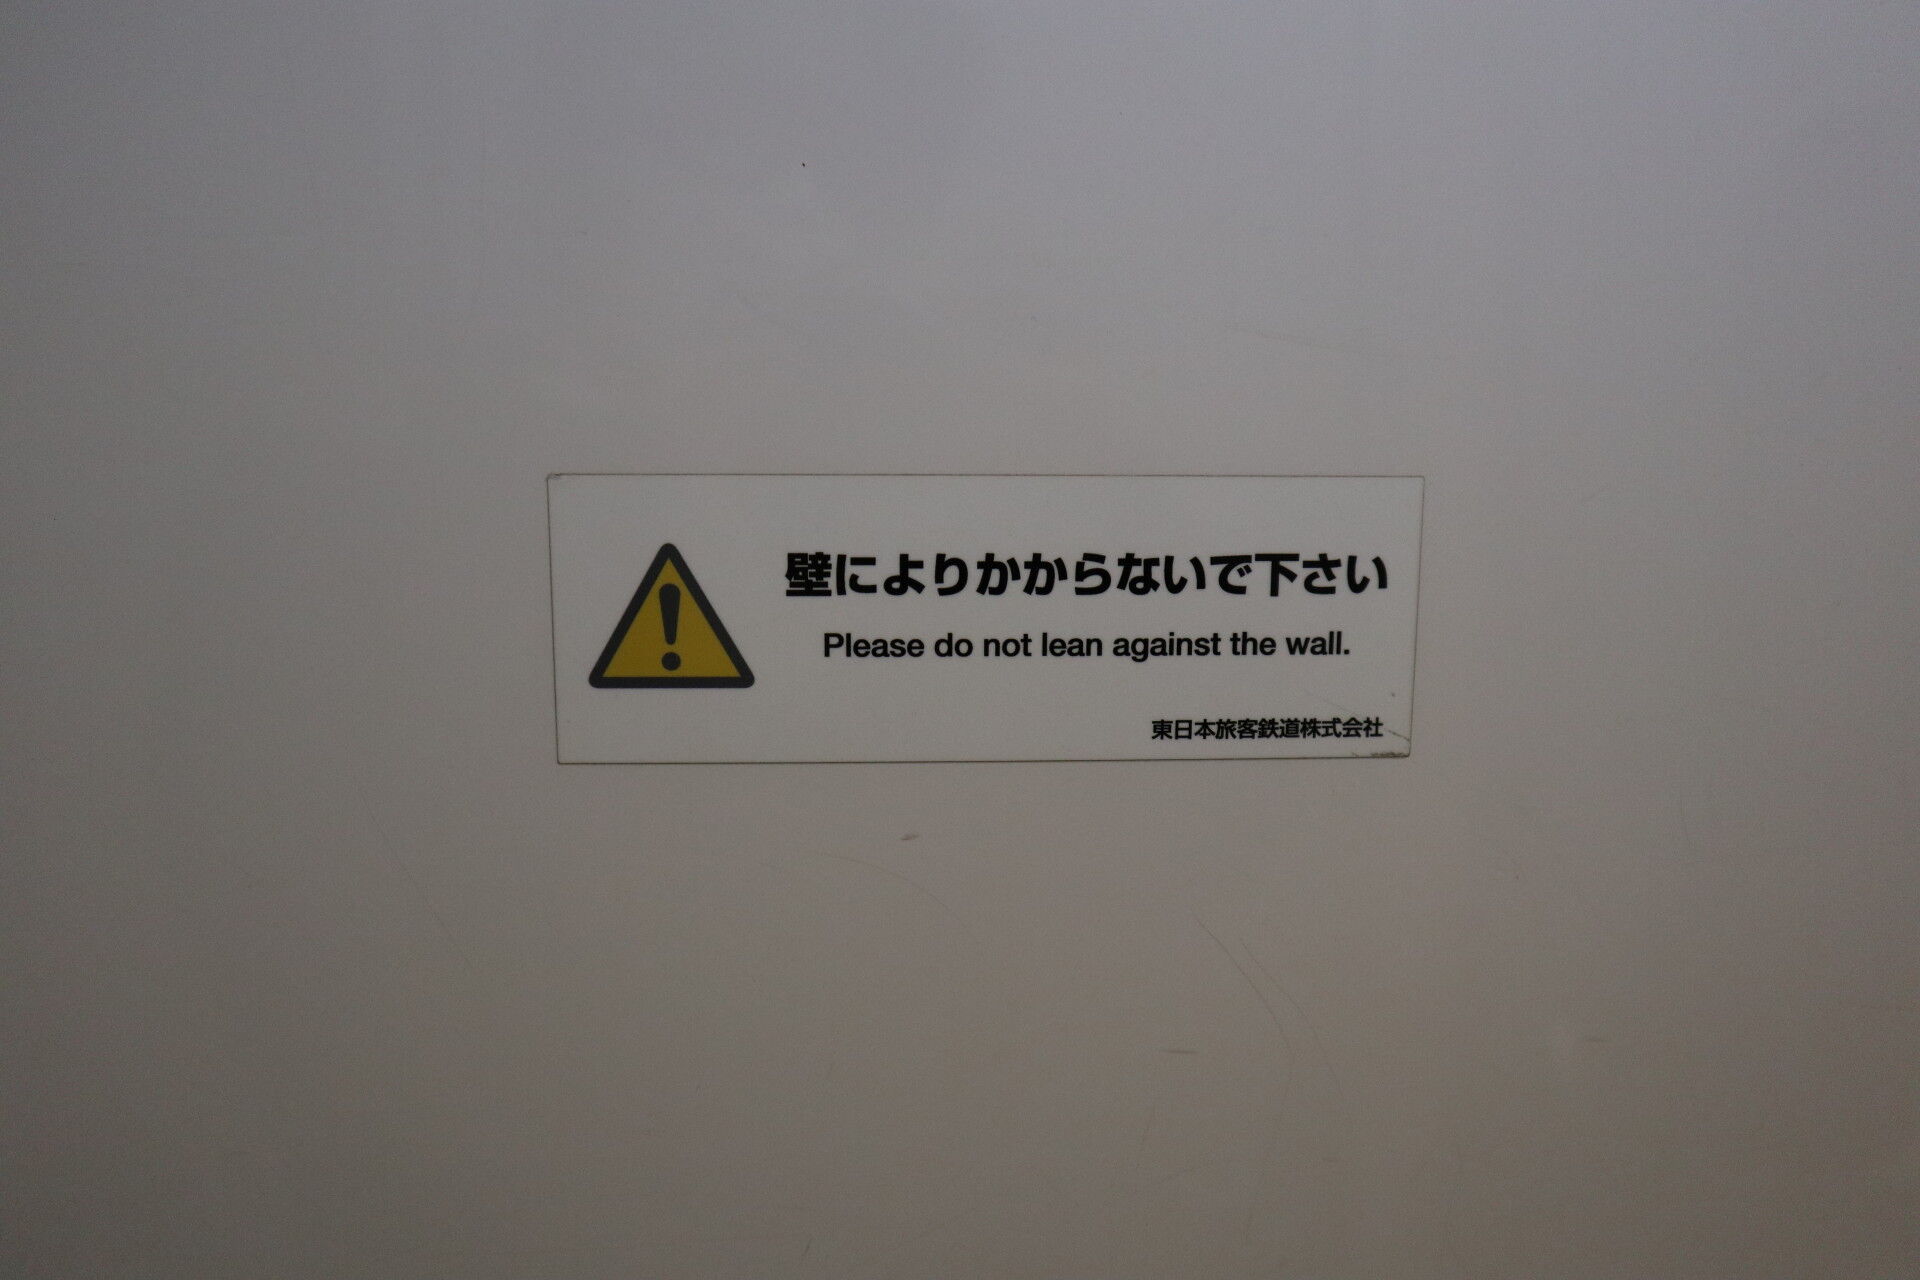 壁によりかからないで下さい
Please do not lean against the wall.
東日本旅客鉄道株式会社